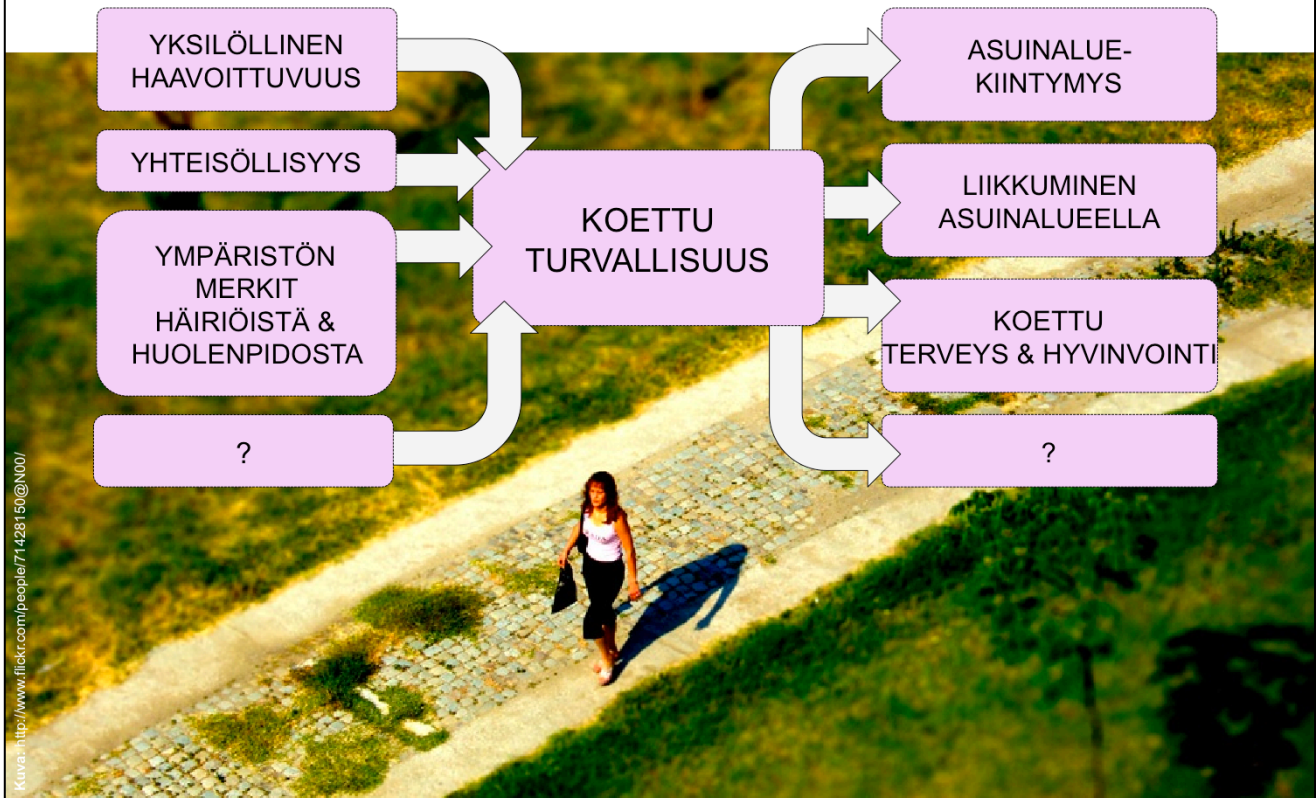 YKSILÖLLINEN
HAAVOITTUVUUS
YHTEISÖLLISYYS
YMPÄRISTÖN
MERKIT
HÄIRIÖISTÄ &
HUOLENPIDOSTA
?
KOETTU
TURVALLISUUS
ASUINALUE-
KIINTYMYS
LIIKKUMINEN
ASUINALUEELLA
KOETTU
TERVEYS & HYVINVOINTI
?
Kuva: http://www.flickr.com/people/71428150@N00/